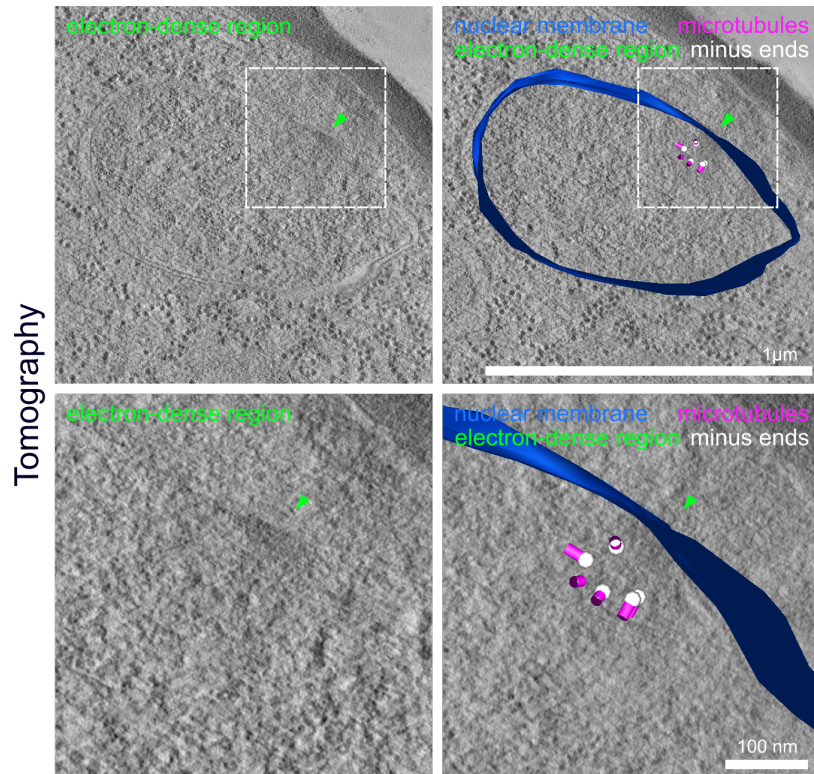 Tomography
electron-dense region
nuclear membrane microtubules
electron-dense region minus ends
1µm
electron-dense region
nuclear membrane microtubules
electron-dense region minus ends
100 nm